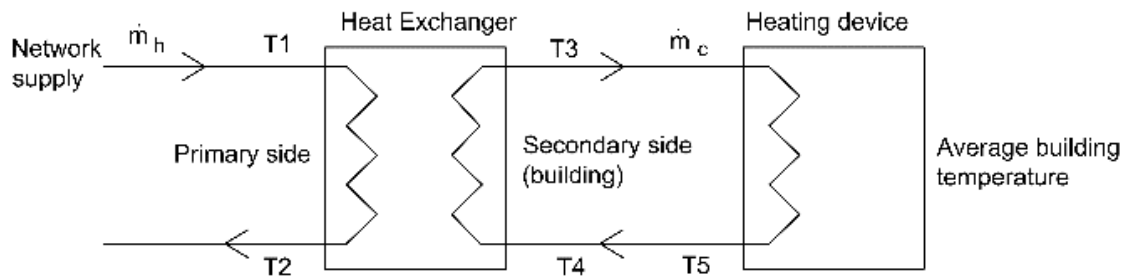 Heat Exchanger
Heating device
Network
supply
ṁ h
T1
T3
ṁ c
Primary side
Secondary side
(building)
Average building
temperature
T2
T4
T5